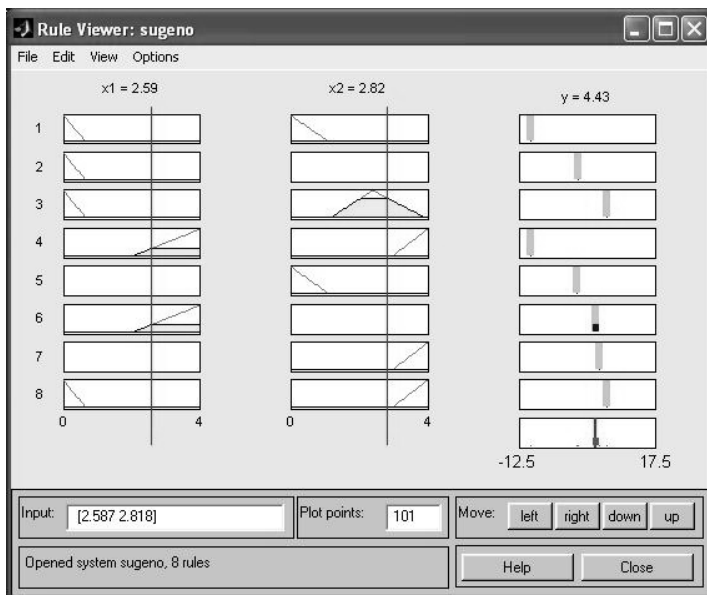 Rule Viewer: sugeno
File Edit View Options
x1 = 2.59 x2 = 2.82 y = 4.43
1
2
3
4
5
6
7
8
0 4 0 4
-12.5 17.5
Input: [2.587 2.818] Plot points: 101 Move: left right down up
Opened system sugeno, 8 rules Help Close